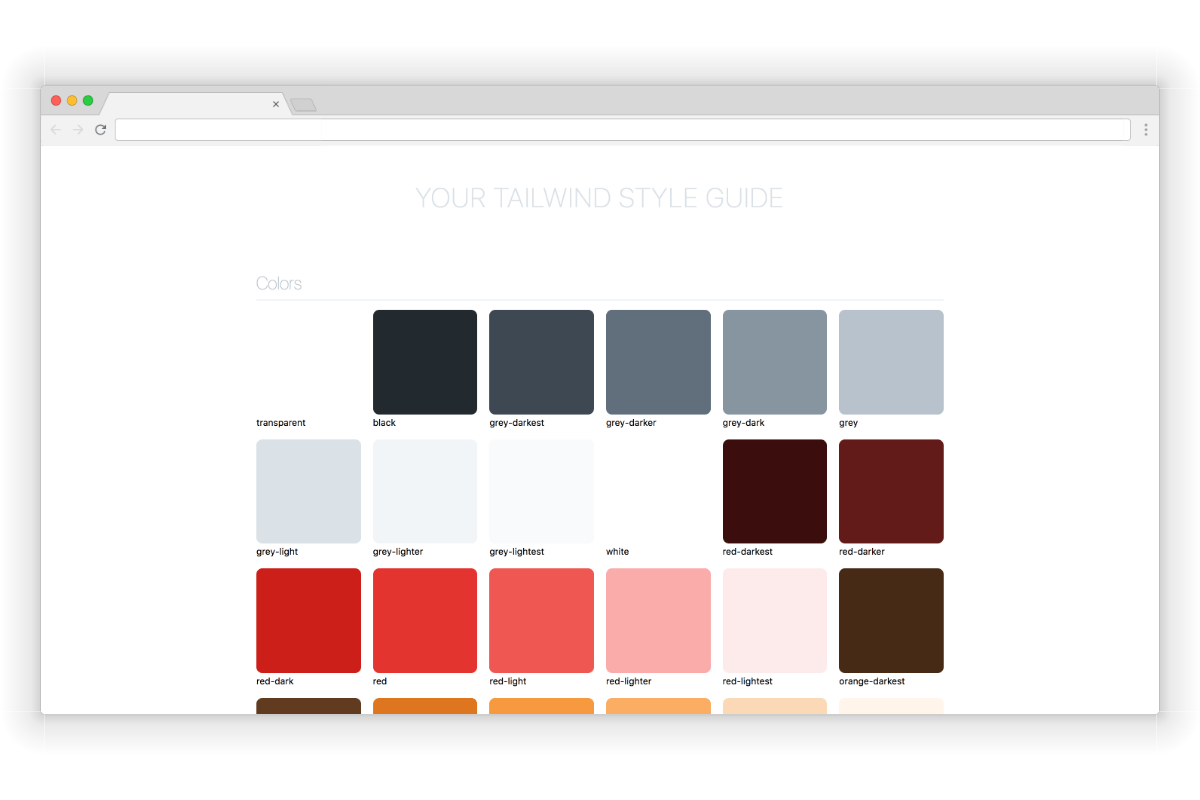 YOUR TAILWIND STYLE GUIDE
Colors
transparent
black
grey-darkest
grey-darker
grey-dark
grey
grey-light
grey-lighter
grey-lightest
white
red-darkest
red-darker
red-dark
red
red-light
red-lighter
red-lightest
orange-darkest